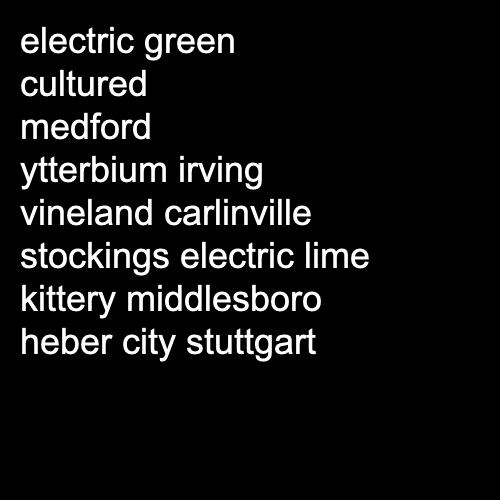 electric green
cultured
medford
ytterbium irving
vineland carlinville
stockings electric lime
kittery middlesboro
heber city stuttgart